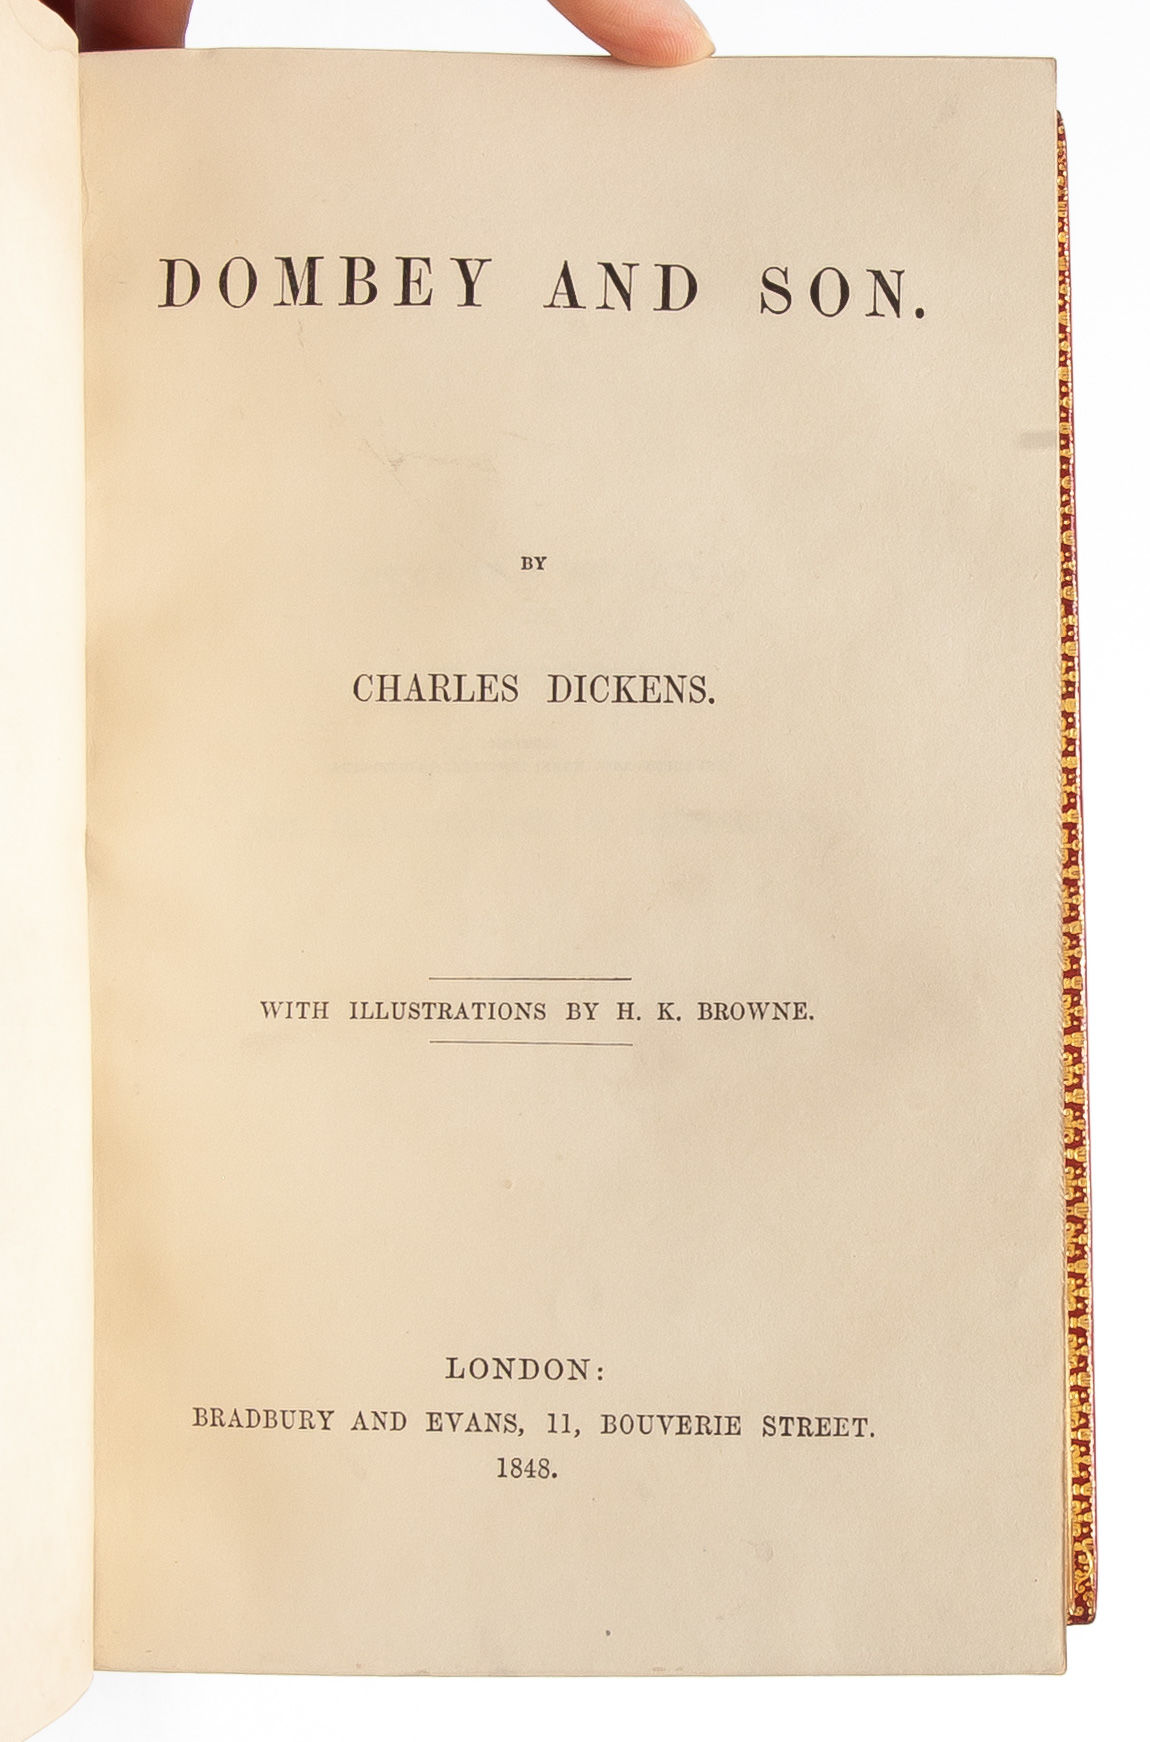 DOMBEY AND SON.
BY
CHARLES DICKENS.
WITH ILLUSTRATIONS BY H. K. BROWNE.
LONDON:
BRADBURY AND EVANS, 11, BOUVERIE STREET.
1848.